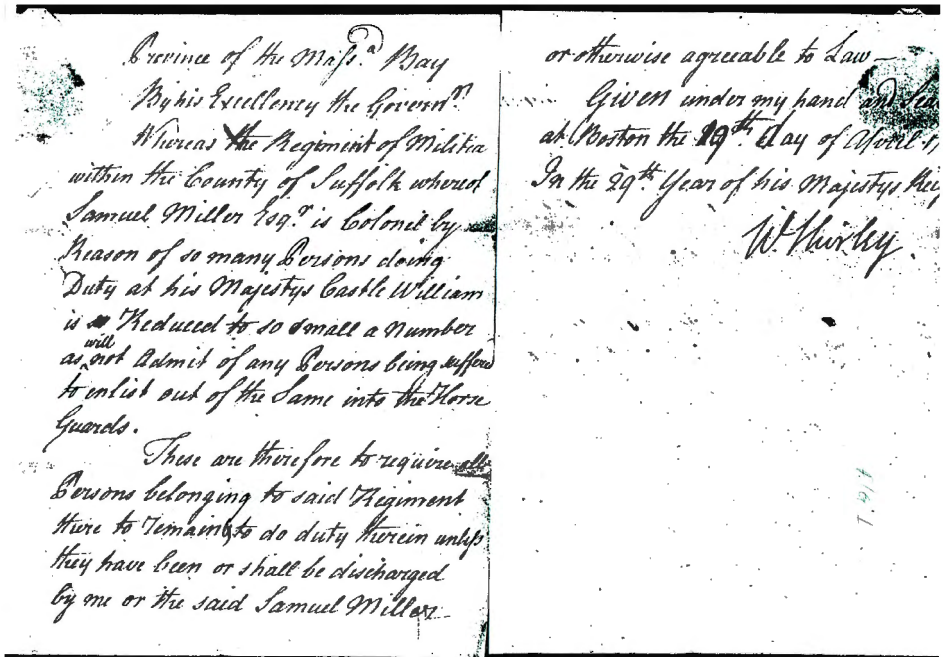 Province of the Massa. Bay
By his Excellency the Governr.
Whereas the Regiment of Militia
within the County of Suffolk whereof
Samuel Miller Esqr is Colonel by
Reason of so many Persons doing
Duty at his Majestys Castle William
is Reduced to so small a number
as will not Admit of any Persons being suffered
to enlist out of the Same into the Horse
Guards.
These are therefore to require all
Persons belonging to said Regiment
there to remain, to do duty therein unless
they have been or shall be discharged
by me or the said Samuel Miller
or otherwise agreeable to Law —
Given under my hand and Sea
at Boston the 19th day of April 17
In the 29th Year of his Majestys Rei
W Shirley.